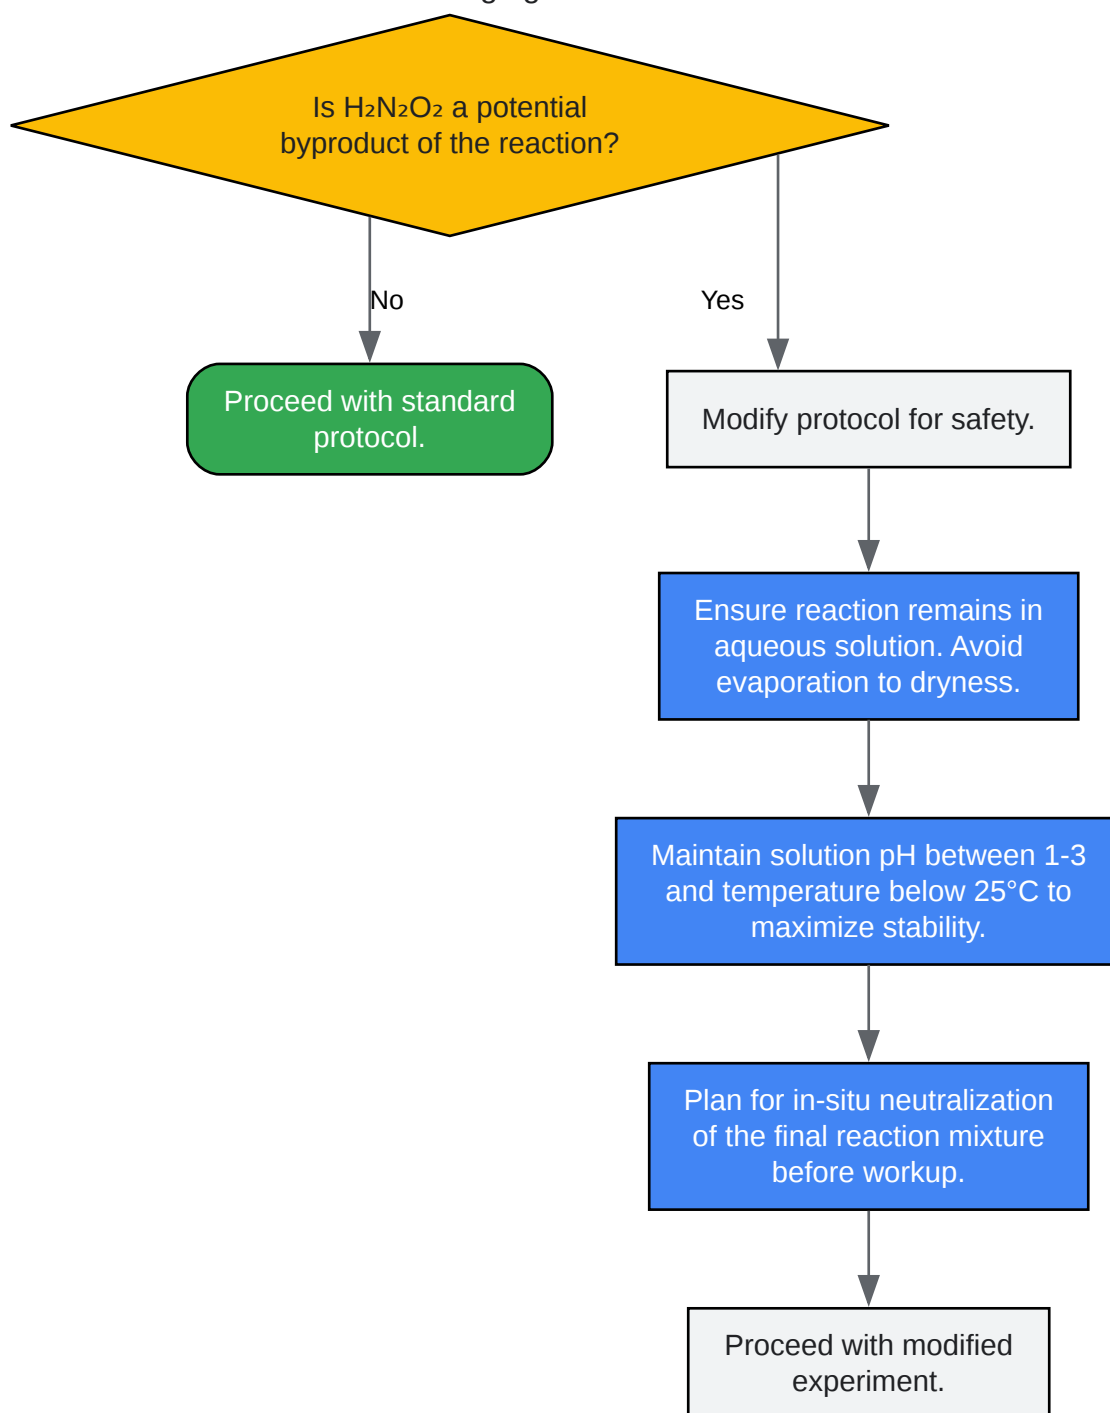 Is H₂N₂O₂ a potential
byproduct of the reaction?
No
Yes
Proceed with standard
protocol.
Modify protocol for safety.
Ensure reaction remains in
aqueous solution. Avoid
evaporation to dryness.
Maintain solution pH between 1-3
and temperature below 25°C to
maximize stability.
Plan for in-situ neutralization
of the final reaction mixture
before workup.
Proceed with modified
experiment.